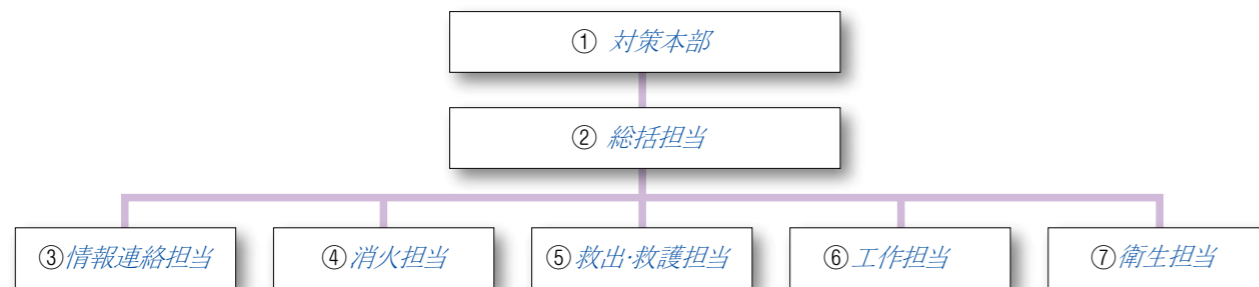 ① 対策本部
② 総括担当
③情報連絡担当
④消火担当
⑤救出・救護担当
⑥工作担当
⑦衛生担当